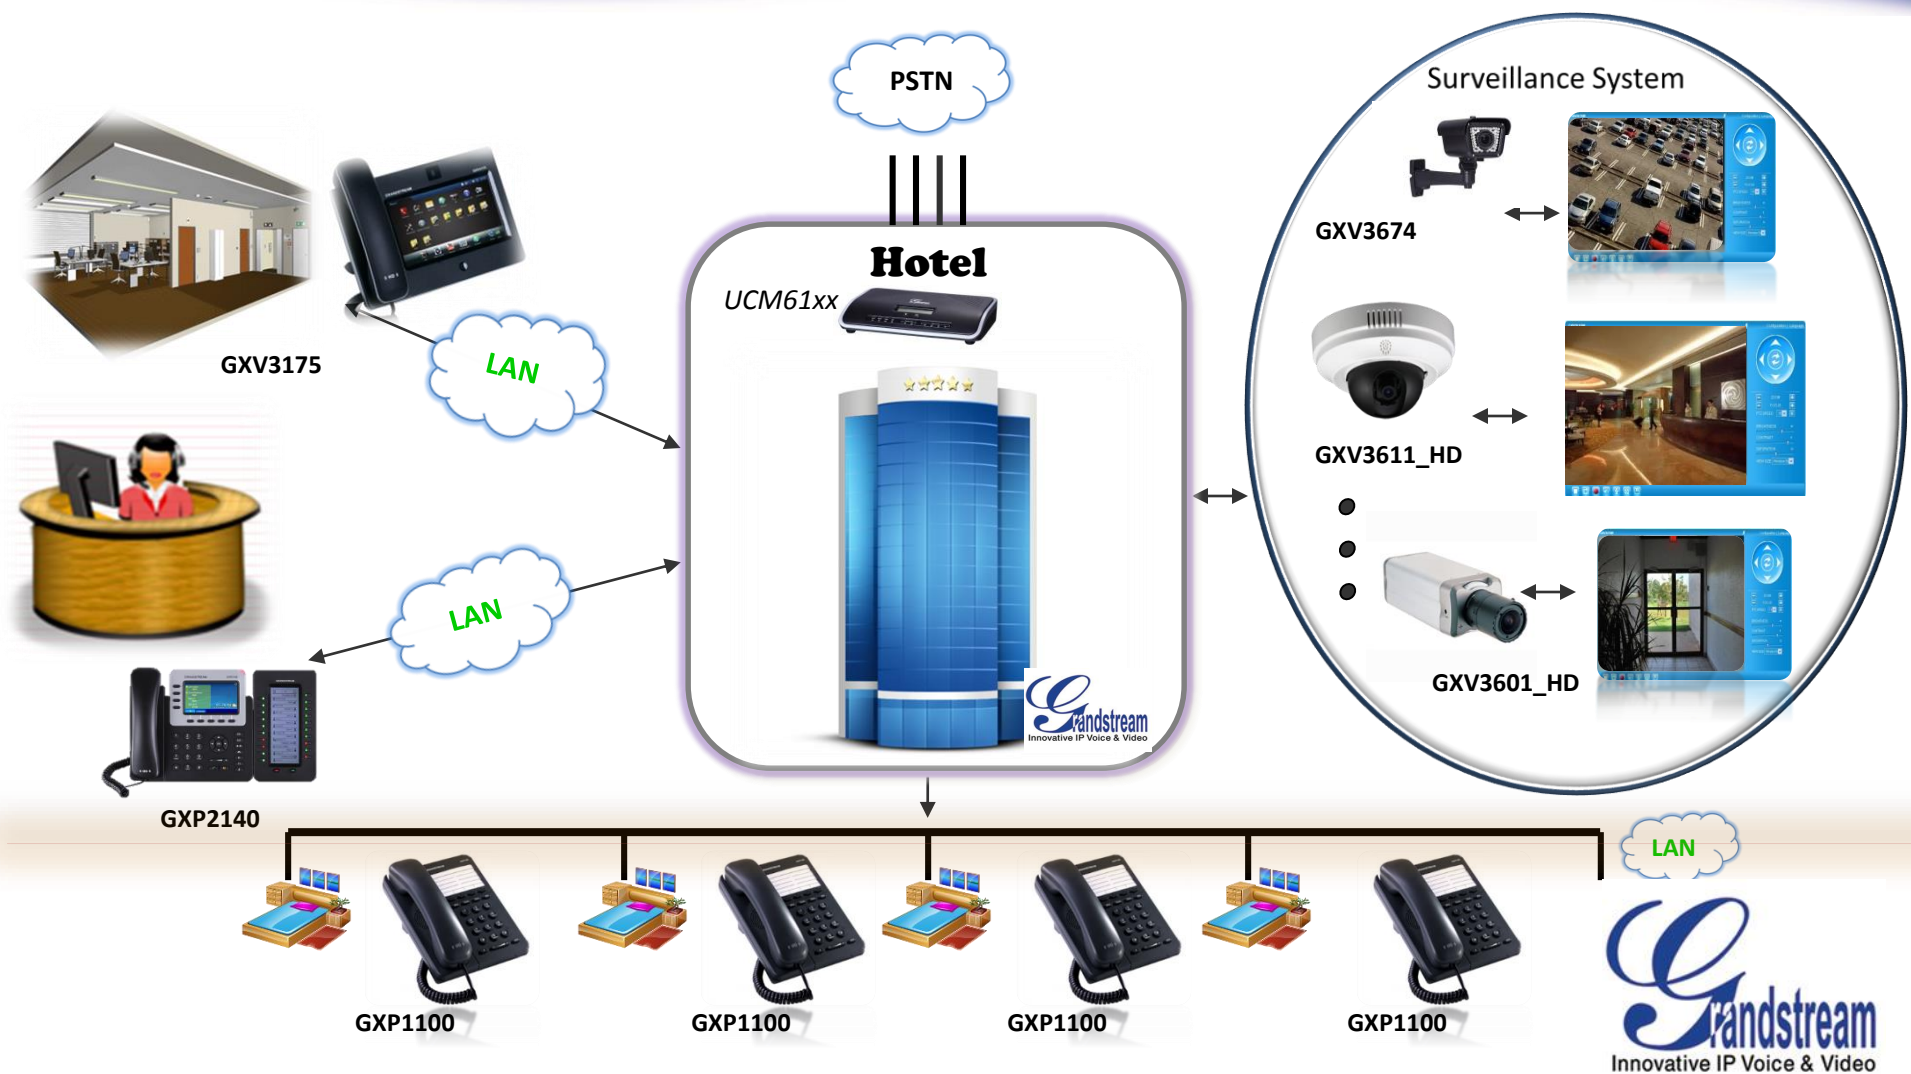 PSTN
Surveillance System
GXV3674
Hotel
UCM61xx
LAN
GXV3175
GXV3611_HD
LAN
GXV3601_HD
Grandstream
Innovative IP Voice & Video
GXP2140
LAN
GXP1100
GXP1100
GXP1100
GXP1100
Grandstream
Innovative IP Voice & Video